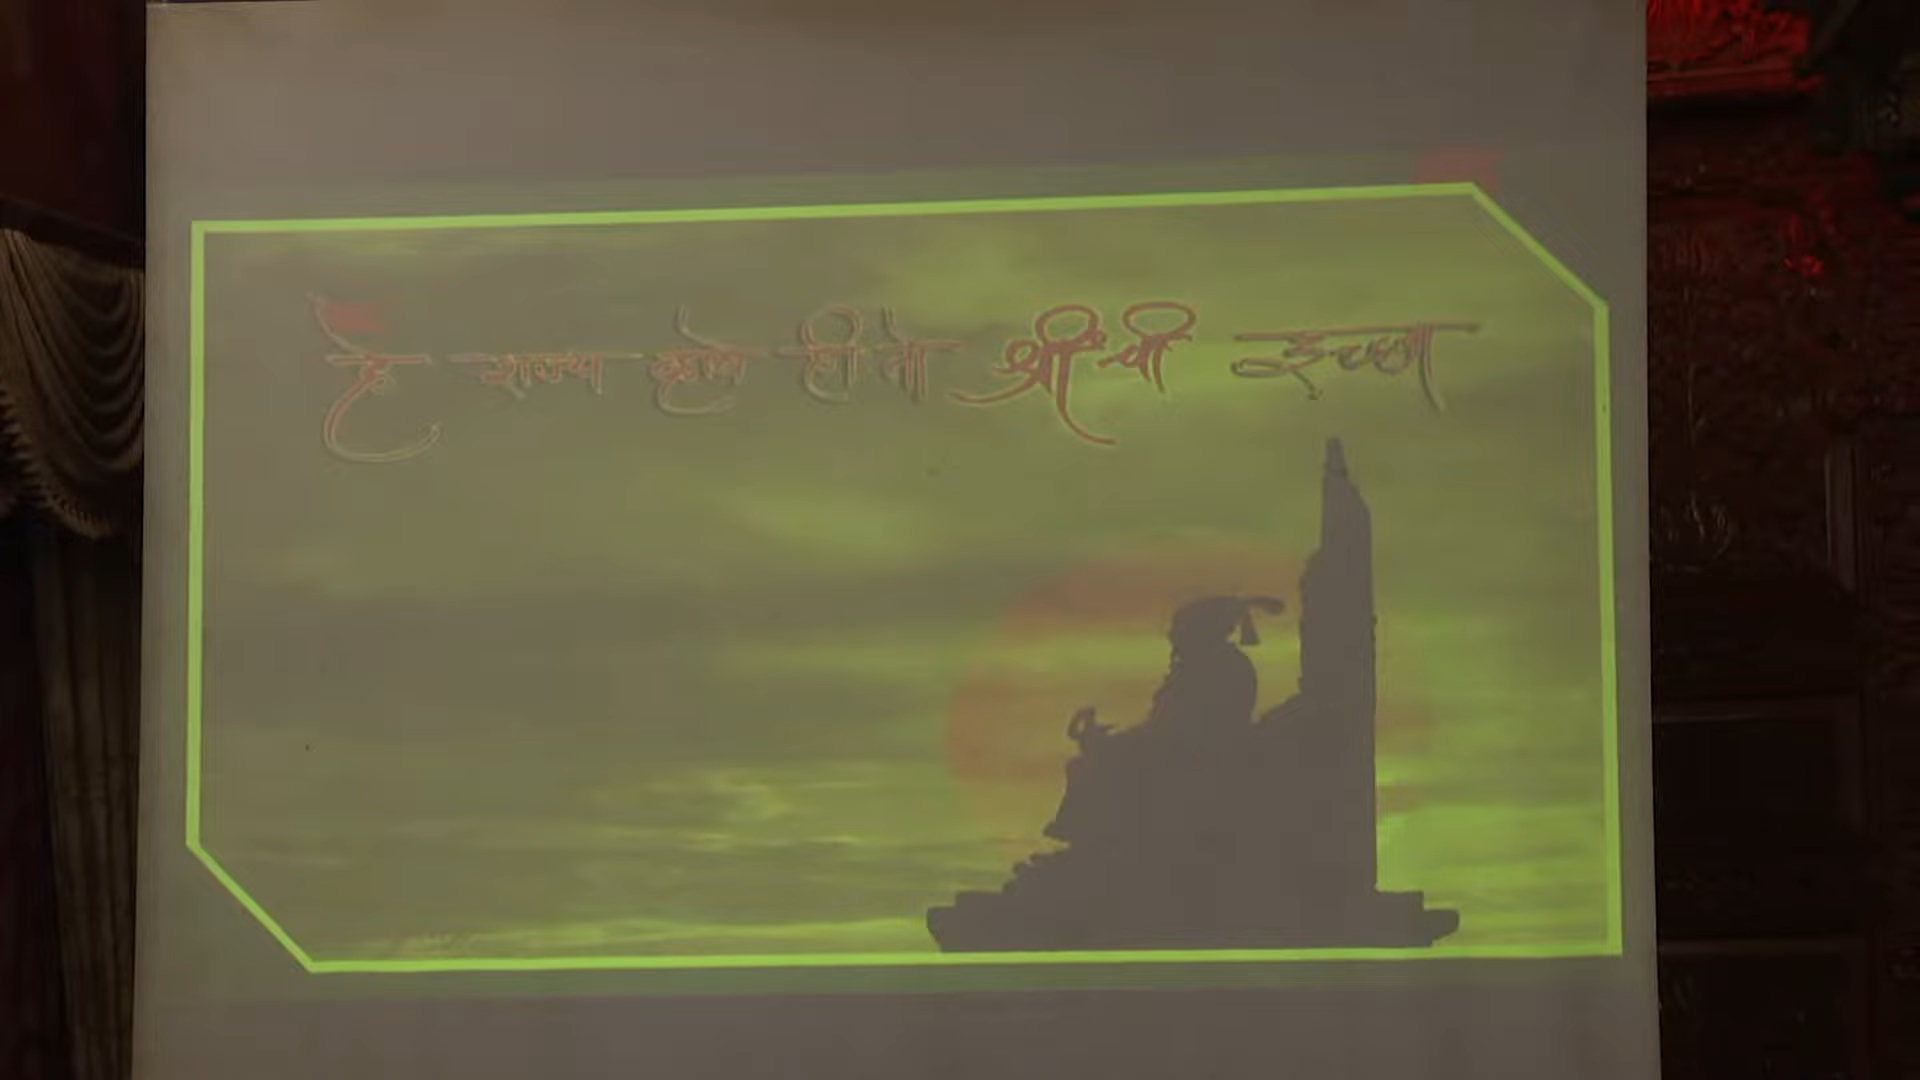 हे राज्य व्हावे ही तो श्रीं ची इच्छा